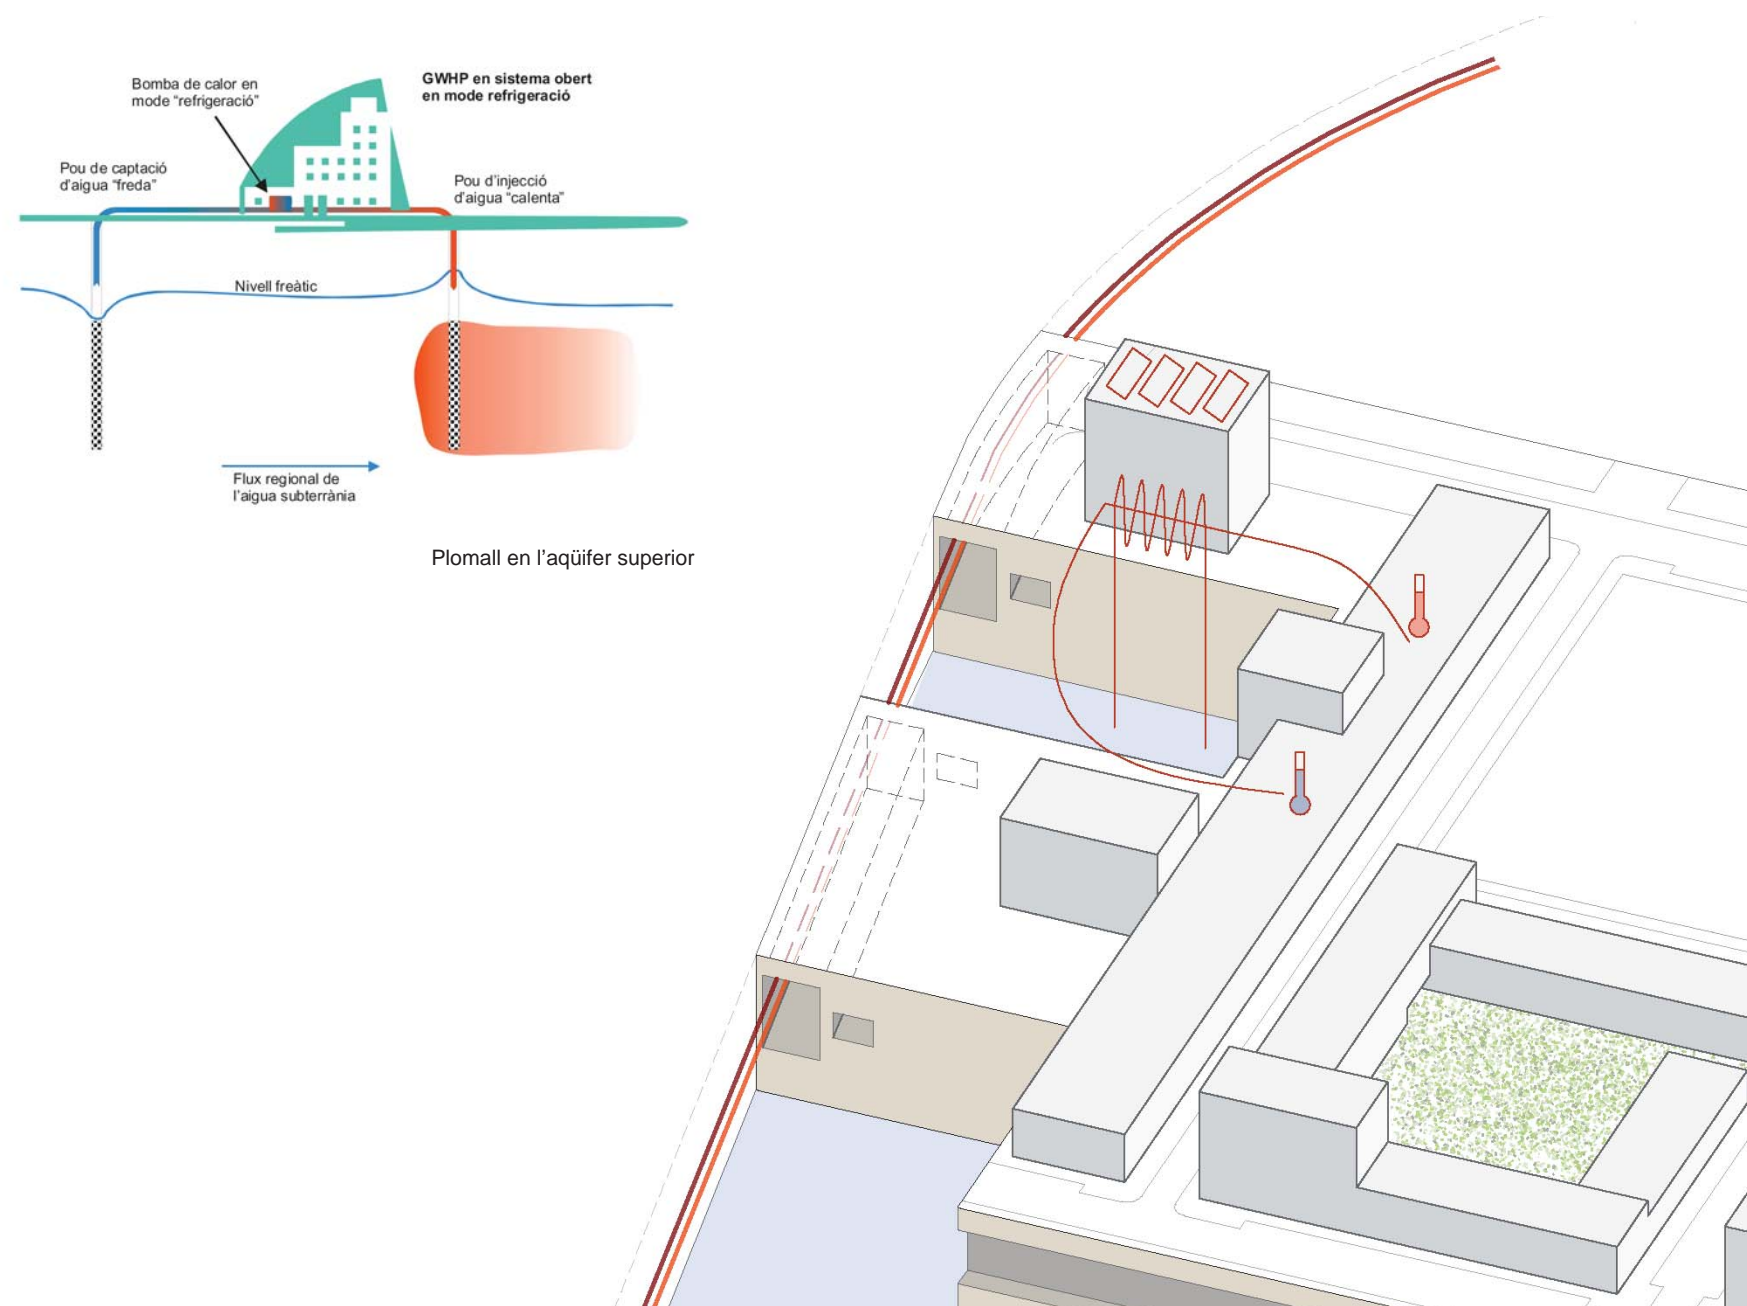 GWHP en sistema obert
en mode refrigeració
Bomba de calor en
mode “refrigeració”
Pou de captació
d’aigua “freda”
Pou d’injecció
d’aigua “calenta”
Nivell freàtic
Flux regional de
l’aigua subterrània
Plomall en l’aqüifer superior